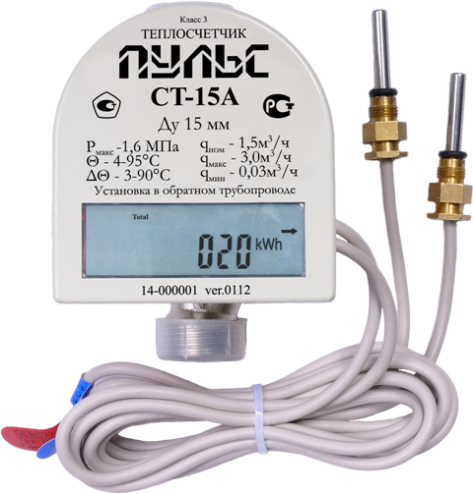 Класс 3
ТЕПЛОСЧЕТЧИК
ПУЛЬС
СТ-15А
РСТ
Ду 15 мм
Pмакс -1,6 МПа qном - 1,5м³/ч
Θ - 4-95°C qмакс - 3,0м³/ч
ΔΘ - 3-90°C qмин - 0,03м³/ч
Установка в обратном трубопроводе
Total
020 kWh
14-000001 ver.0112